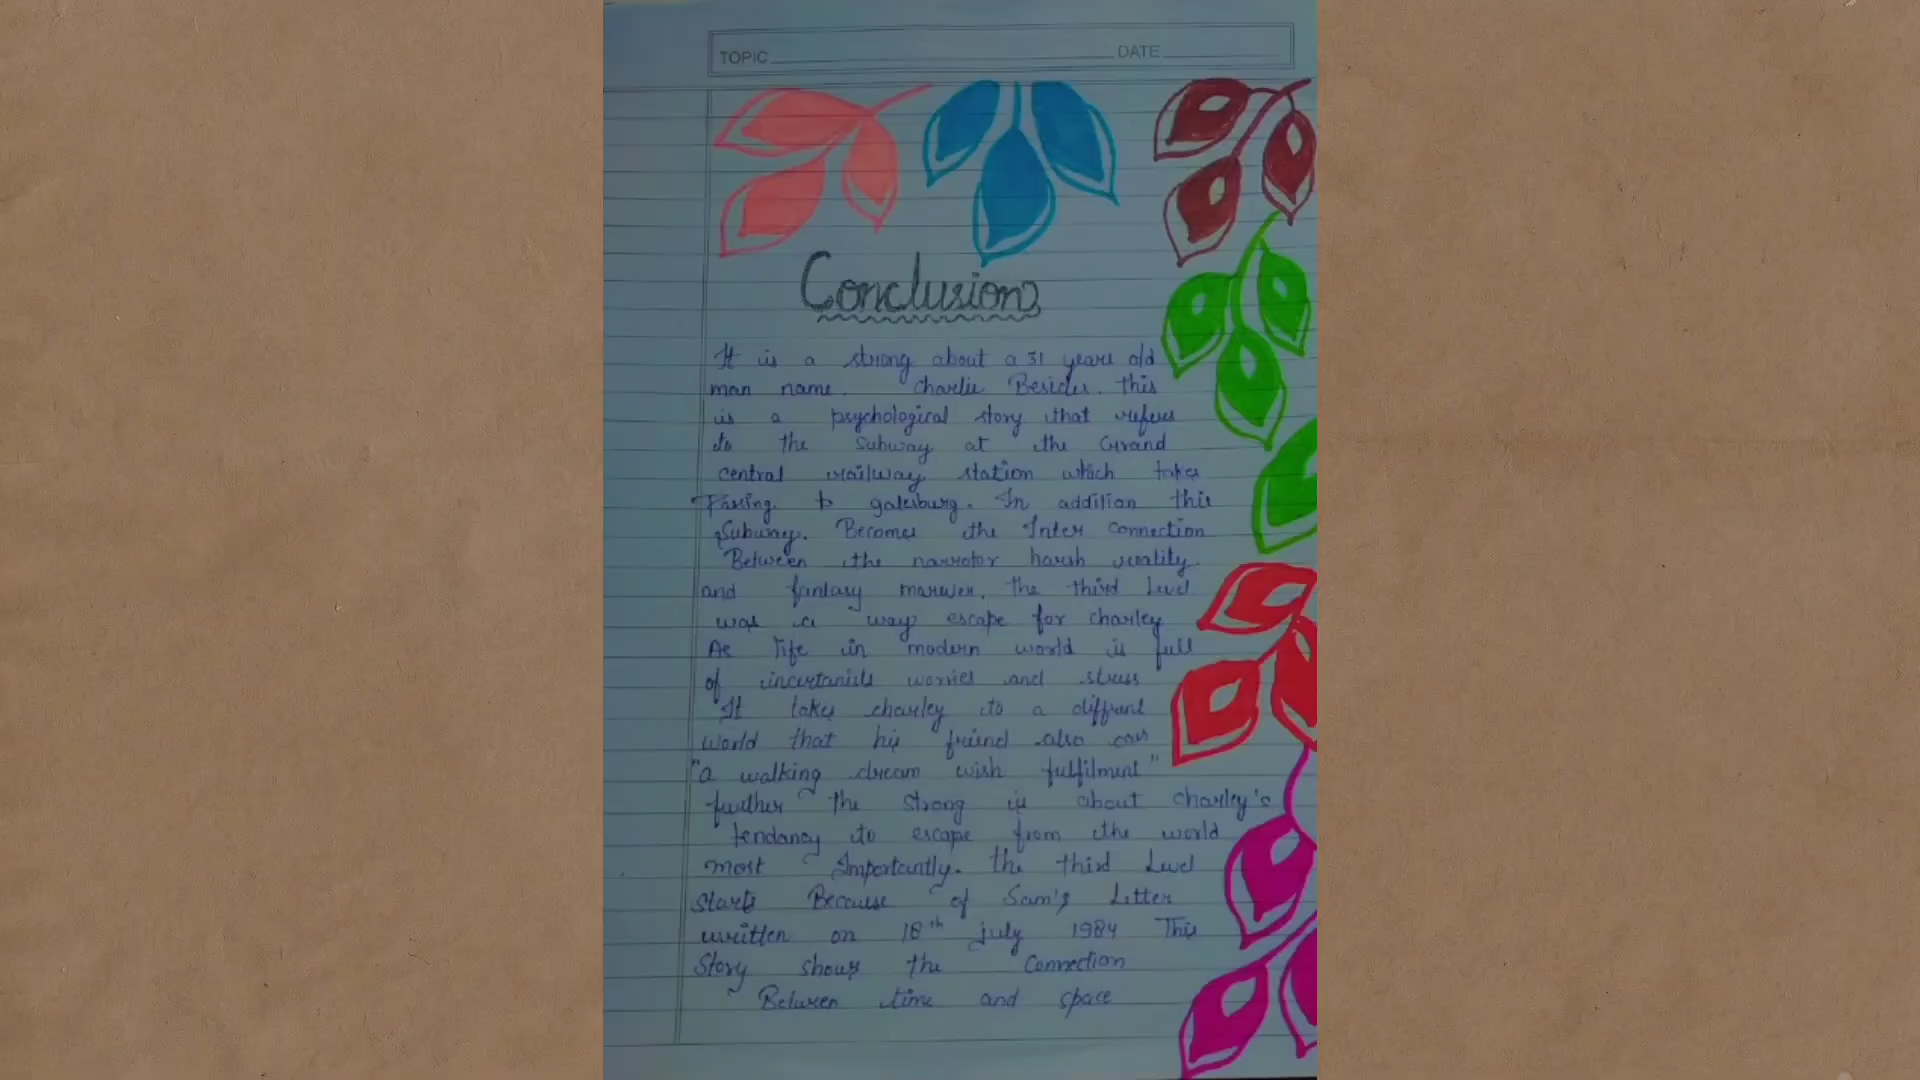 TOPIC DATE
Conclusion
It is a strong about a 31 years old
man name. Charlie Besides. this
is a psychological story that refers
to the Subway at the Grand
central railway station which takes
to galesburg. In addition this
Subway. Becomes the Inter connection
Between the narrotor harsh reality
and fantasy the third Level
was a way escape for charley
As life in modern world is full
of worries and stress
It takes charley to a diffrent
world that his friend also can
"a walking dream wish fulfilment"
further the strong is about charley's
tendancy to escape from the world
most Importantly. the third Level
starts Because of Sam's Letter
written on 18th july 1984 This
Story shows the Connection
Between time and space